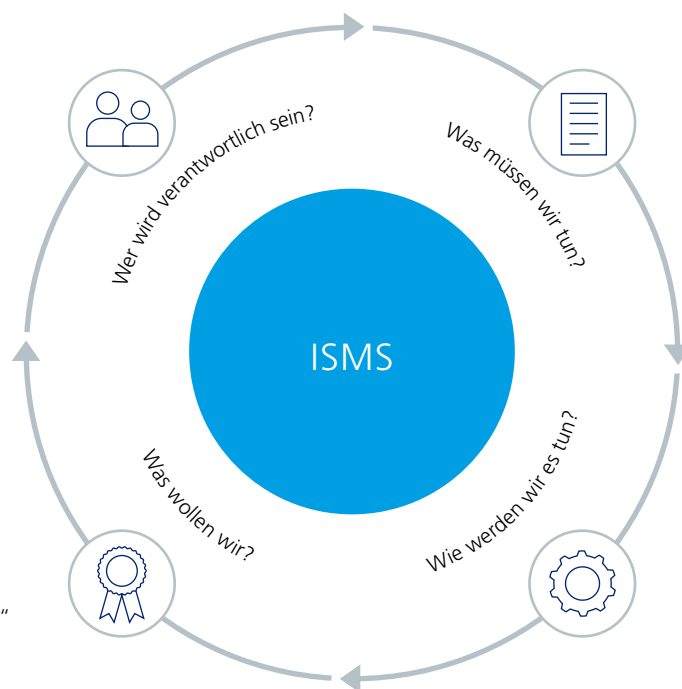 Wer wird verantwortlich sein?
Was müssen wir tun?
ISMS
Was wollen wir?
Wie werden wir es tun?
“